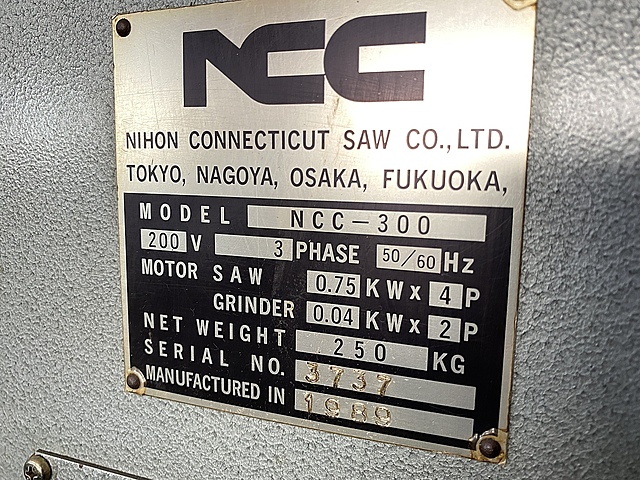 NCC
NIHON CONNECTICUT SAW CO.,LTD.
TOKYO, NAGOYA, OSAKA, FUKUOKA,
MODEL NCC-300
200 V 3 PHASE 50/60 Hz
MOTOR SAW 0.75 KW x 4 P
GRINDER 0.04 KW x 2 P
NET WEIGHT 250 KG
SERIAL NO. 3737
MANUFACTURED IN 1989